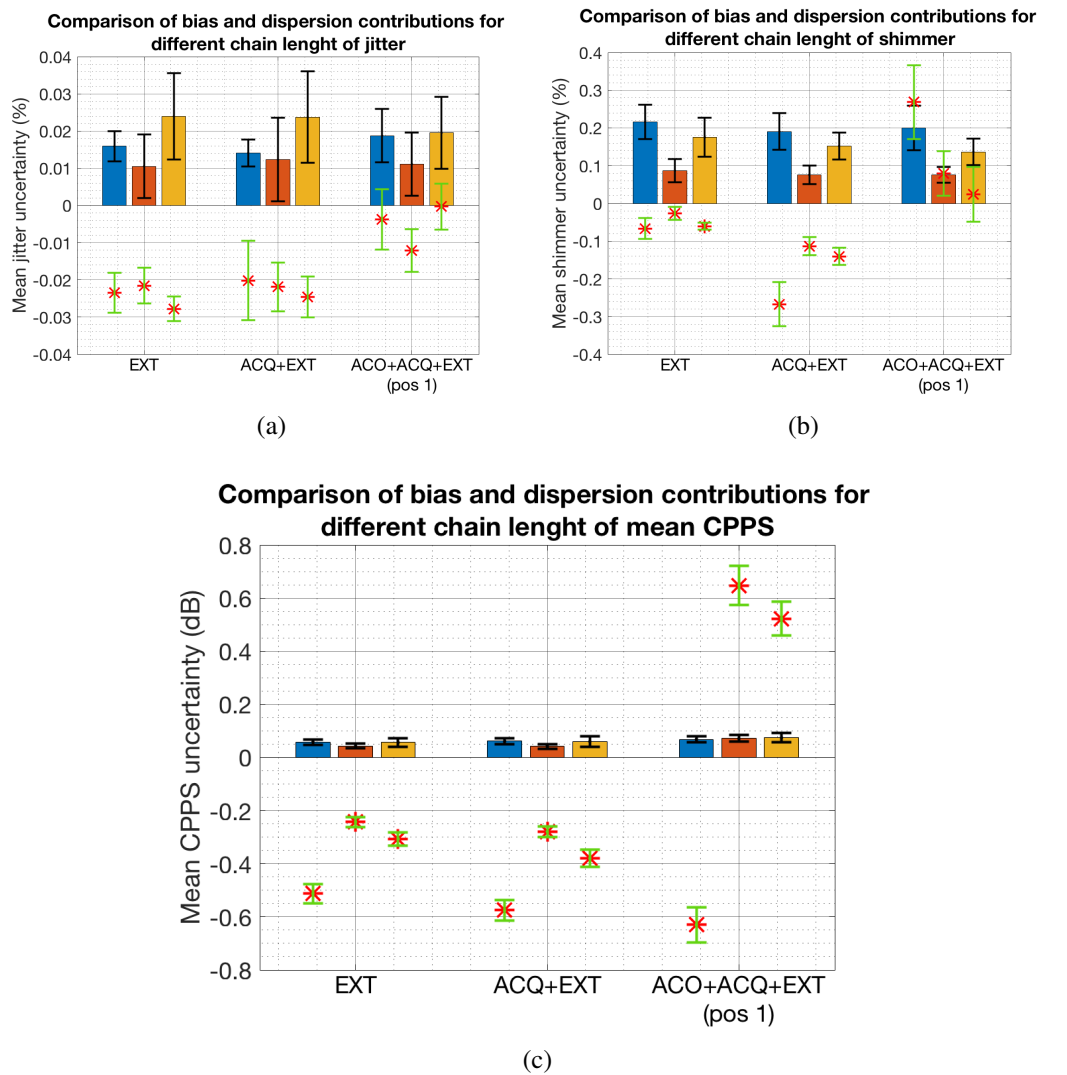 Comparison of bias and dispersion contributions for
different chain lenght of jitter
Mean jitter uncertainty (%)
0.04
0.03
0.02
0.01
0
-0.01
-0.02
-0.03
-0.04
EXT
ACQ+EXT
ACO+ACQ+EXT
(pos 1)
(a)
Comparison of bias and dispersion contributions for
different chain lenght of shimmer
Mean shimmer uncertainty (%)
0.4
0.3
0.2
0.1
0
-0.1
-0.2
-0.3
-0.4
EXT
ACQ+EXT
ACO+ACQ+EXT
(pos 1)
(b)
Comparison of bias and dispersion contributions for
different chain lenght of mean CPPS
Mean CPPS uncertainty (dB)
0.8
0.6
0.4
0.2
0
-0.2
-0.4
-0.6
-0.8
EXT
ACQ+EXT
ACO+ACQ+EXT
(pos 1)
(c)